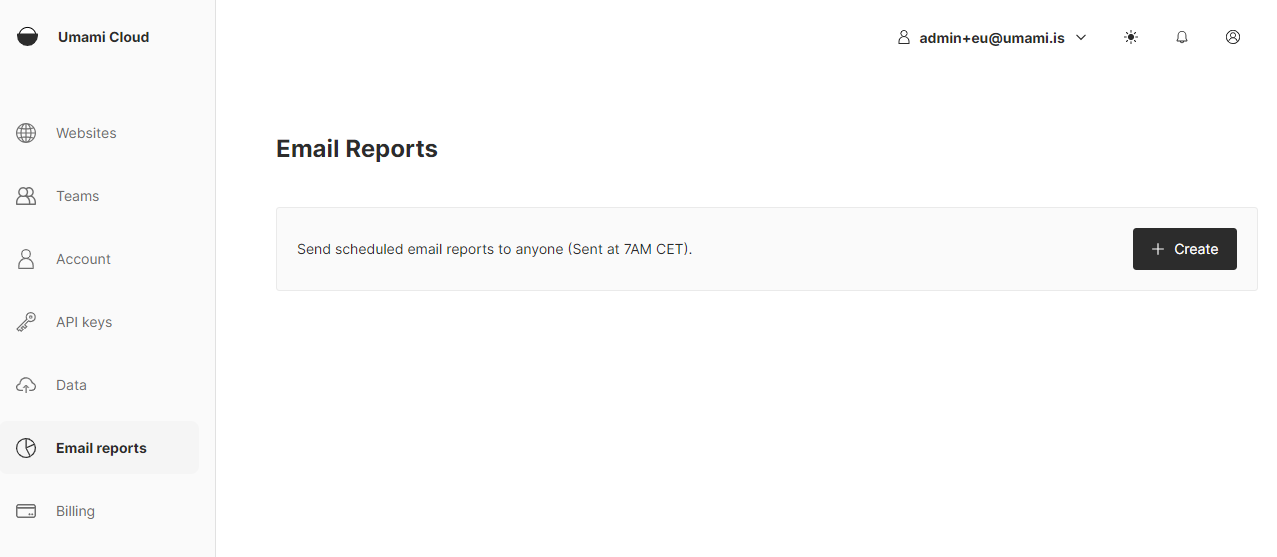 Umami Cloud
admin+eu@umami.is
Websites
Teams
Account
API keys
Data
Email reports
Billing
Email Reports
Send scheduled email reports to anyone (Sent at 7AM CET).
Create